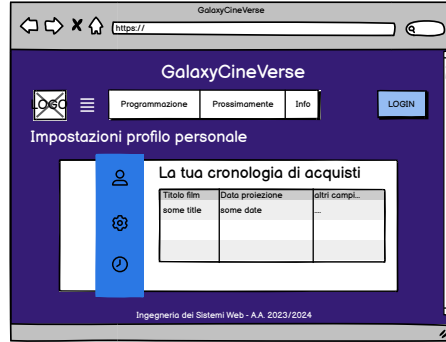 GalaxyCineVerse
https://
GalaxyCineVerse
LOGO
Programmazione Prossimamente Info
LOGIN
Impostazioni profilo personale
La tua cronologia di acquisti
Titolo film Data proiezione altri campi...
some title some date ...
Ingegneria dei Sistemi Web - A.A. 2023/2024